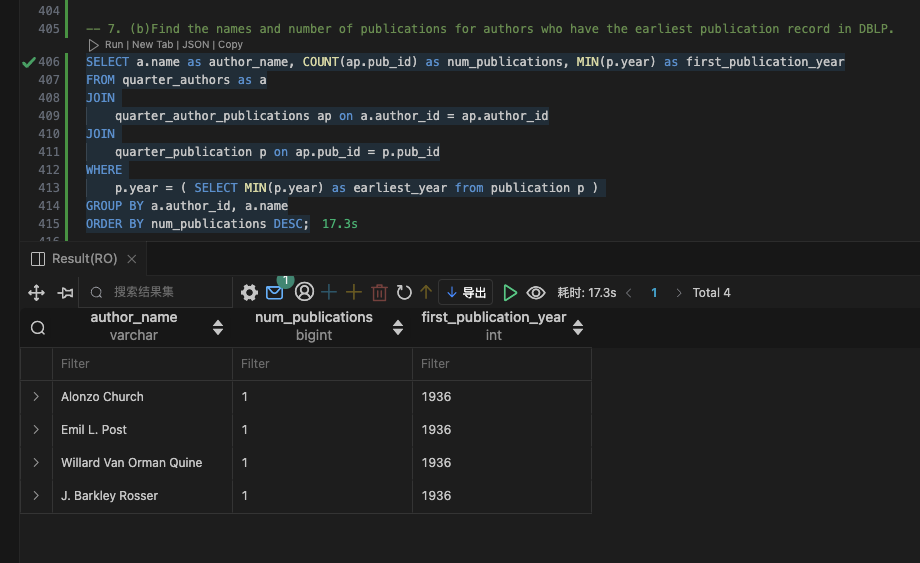 404
405 -- 7. (b)Find the names and number of publications for authors who have the earliest publication record in DBLP.
Run | New Tab | JSON | Copy
406 SELECT a.name as author_name, COUNT(ap.pub_id) as num_publications, MIN(p.year) as first_publication_year
407 FROM quarter_authors as a
408 JOIN
409 quarter_author_publications ap on a.author_id = ap.author_id
410 JOIN
411 quarter_publication p on ap.pub_id = p.pub_id
412 WHERE
413 p.year = ( SELECT MIN(p.year) as earliest_year from publication p )
414 GROUP BY a.author_id, a.name
415 ORDER BY num_publications DESC; 17.3s
416
Result(RO)
搜索结果集 1 导出 耗时: 17.3s 1 Total 4
author_name num_publications first_publication_year
varchar bigint int
Filter Filter Filter
Alonzo Church 1 1936
Emil L. Post 1 1936
Willard Van Orman Quine 1 1936
J. Barkley Rosser 1 1936